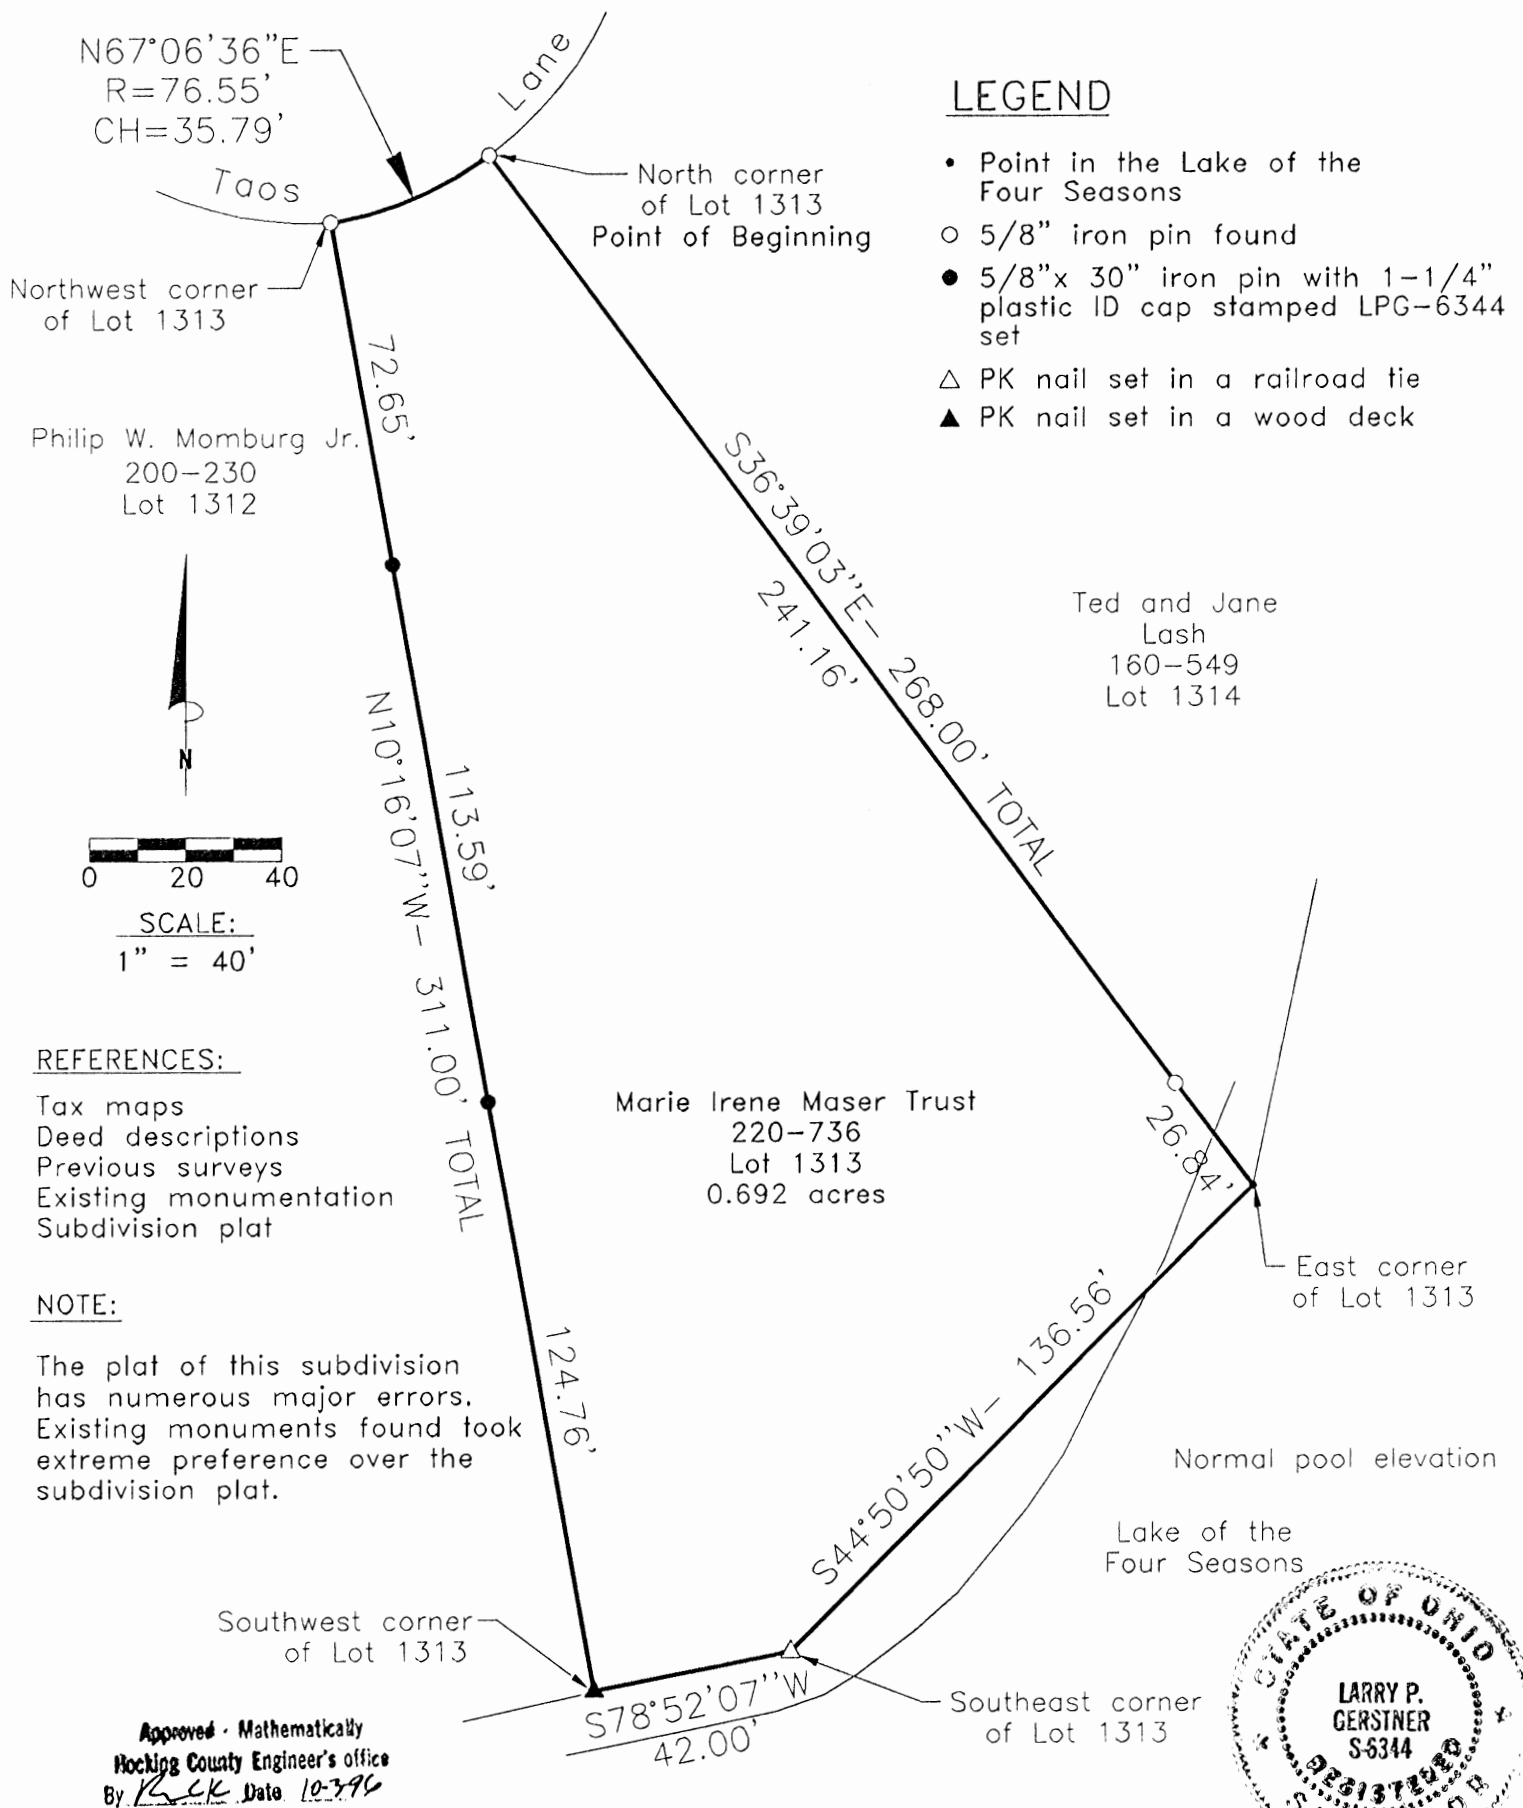 N67°06'36"E
R=76.55'
CH=35.79'
Taos Lane
North corner
of Lot 1313
Point of Beginning
Northwest corner
of Lot 1313
LEGEND
• Point in the Lake of the
Four Seasons
○ 5/8" iron pin found
● 5/8"x 30" iron pin with 1-1/4"
plastic ID cap stamped LPG-6344
set
△ PK nail set in a railroad tie
▲ PK nail set in a wood deck
72.65'
Philip W. Momburg Jr.
200-230
Lot 1312
S36°39'03"E- 268.00' TOTAL
241.16'
Ted and Jane
Lash
160-549
Lot 1314
N
0 20 40
SCALE:
1" = 40'
N10°16'07"W- 311.00' TOTAL
113.59'
REFERENCES:
Tax maps
Deed descriptions
Previous surveys
Existing monumentation
Subdivision plat
Marie Irene Maser Trust
220-736
Lot 1313
0.692 acres
26.84'
East corner
of Lot 1313
NOTE:
The plat of this subdivision
has numerous major errors.
Existing monuments found took
extreme preference over the
subdivision plat.
124.76'
S44°50'50"W- 136.56'
Normal pool elevation
Lake of the
Four Seasons
Southwest corner
of Lot 1313
S78°52'07"W
42.00'
Southeast corner
of Lot 1313
Approved - Mathematically
Hocking County Engineer's office
By Date 10-3-96
STATE OF OHIO
LARRY P.
GERSTNER
S-6344
REGISTERED